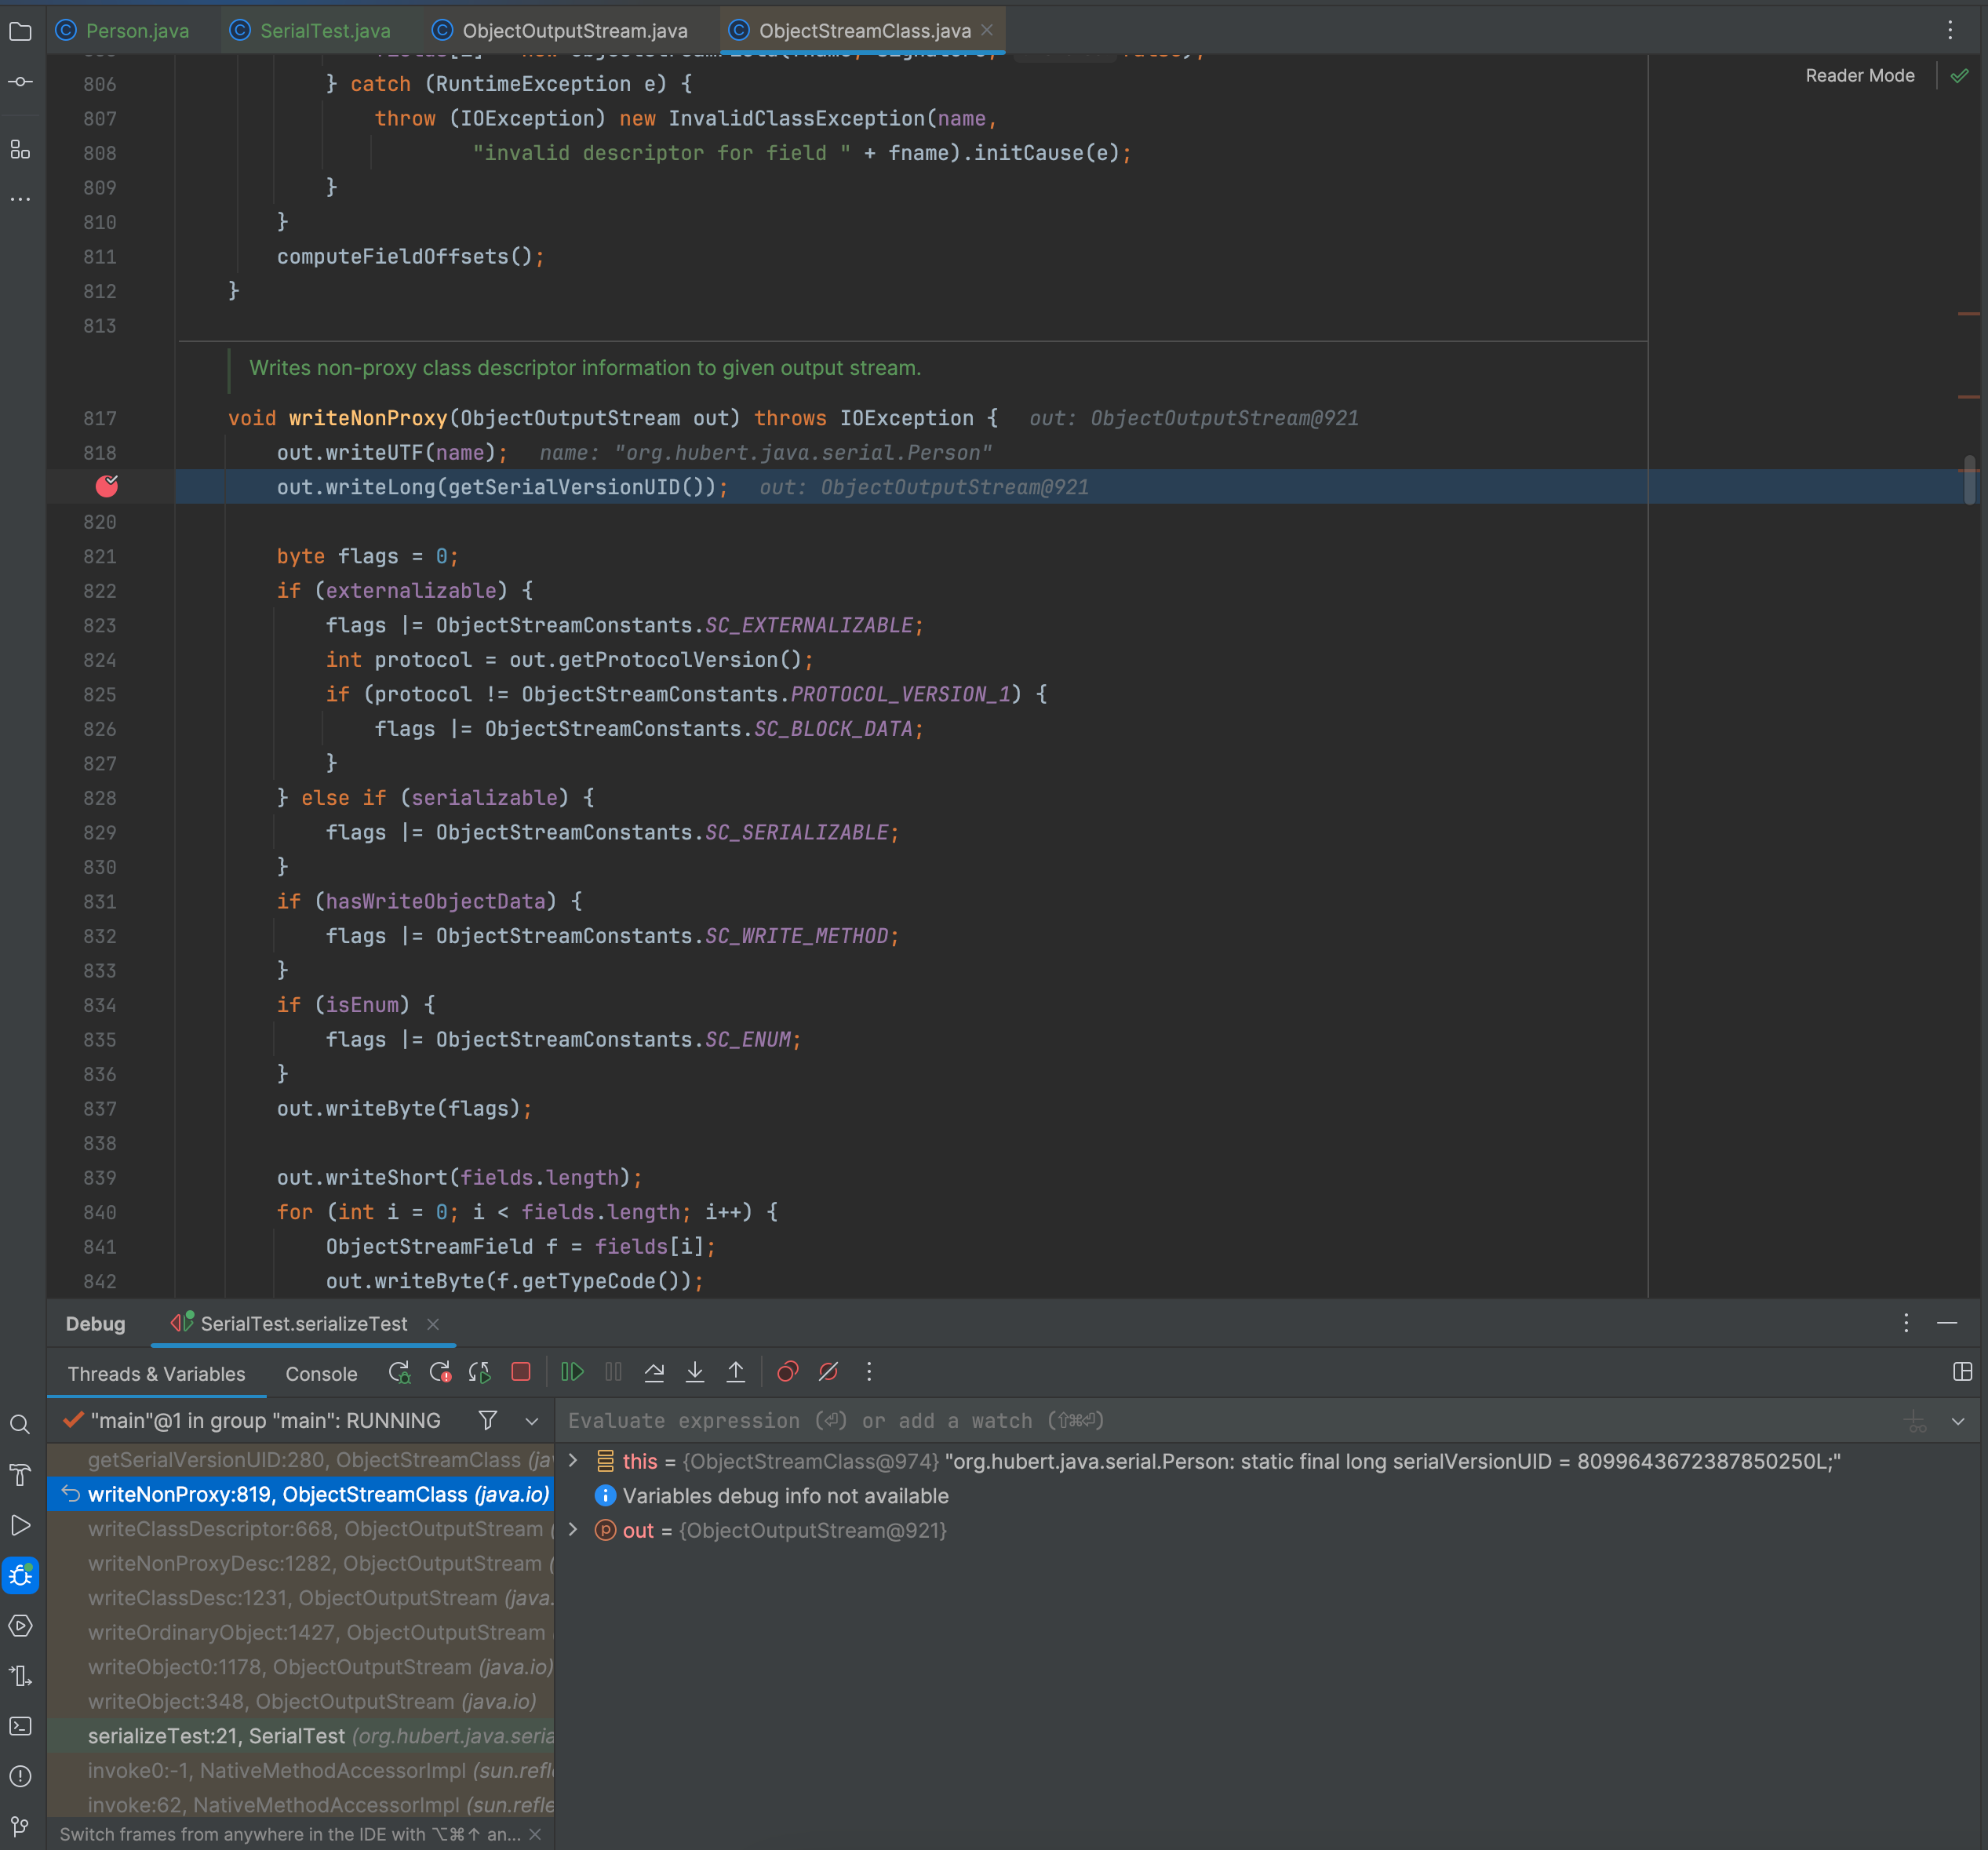 Person.java SerialTest.java ObjectOutputStream.java ObjectStreamClass.java
Reader Mode
806 } catch (RuntimeException e) {
807 throw (IOException) new InvalidClassException(name,
808 "invalid descriptor for field " + fname).initCause(e);
809 }
810 }
811 computeFieldOffsets();
812 }
813
Writes non-proxy class descriptor information to given output stream.
817 void writeNonProxy(ObjectOutputStream out) throws IOException { out: ObjectOutputStream@921
818 out.writeUTF(name); name: "org.hubert.java.serial.Person"
out.writeLong(getSerialVersionUID()); out: ObjectOutputStream@921
820
821 byte flags = 0;
822 if (externalizable) {
823 flags |= ObjectStreamConstants.SC_EXTERNALIZABLE;
824 int protocol = out.getProtocolVersion();
825 if (protocol != ObjectStreamConstants.PROTOCOL_VERSION_1) {
826 flags |= ObjectStreamConstants.SC_BLOCK_DATA;
827 }
828 } else if (serializable) {
829 flags |= ObjectStreamConstants.SC_SERIALIZABLE;
830 }
831 if (hasWriteObjectData) {
832 flags |= ObjectStreamConstants.SC_WRITE_METHOD;
833 }
834 if (isEnum) {
835 flags |= ObjectStreamConstants.SC_ENUM;
836 }
837 out.writeByte(flags);
838
839 out.writeShort(fields.length);
840 for (int i = 0; i < fields.length; i++) {
841 ObjectStreamField f = fields[i];
842 out.writeByte(f.getTypeCode());
Debug SerialTest.serializeTest
Threads & Variables Console
"main"@1 in group "main": RUNNING
Evaluate expression (⏎) or add a watch (⇧⌘⏎)
getSerialVersionUID:280, ObjectStreamClass (ja
writeNonProxy:819, ObjectStreamClass (java.io)
writeClassDescriptor:668, ObjectOutputStream (
writeNonProxyDesc:1282, ObjectOutputStream (
writeClassDesc:1231, ObjectOutputStream (java.
writeOrdinaryObject:1427, ObjectOutputStream
writeObject0:1178, ObjectOutputStream (java.io)
writeObject:348, ObjectOutputStream (java.io)
serializeTest:21, SerialTest (org.hubert.java.seria
invoke0:-1, NativeMethodAccessorImpl (sun.refle
invoke:62, NativeMethodAccessorImpl (sun.refle
Switch frames from anywhere in the IDE with ⌥⌘↑ an...
this = {ObjectStreamClass@974} "org.hubert.java.serial.Person: static final long serialVersionUID = 8099643672387850250L;"
Variables debug info not available
out = {ObjectOutputStream@921}